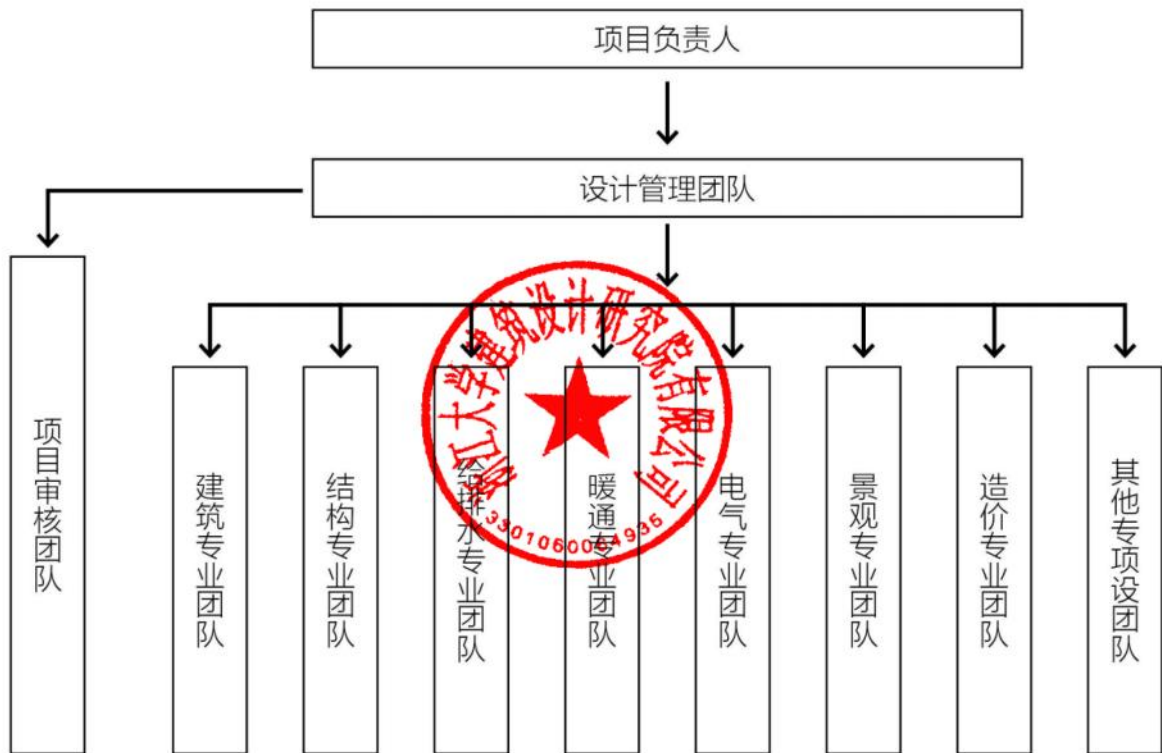 项目负责人
设计管理团队
项目审核团队
建筑专业团队
结构专业团队
给排水专业团队
暖通专业团队
电气专业团队
景观专业团队
造价专业团队
其他专项设团队
浙江大学建筑设计研究院有限公司